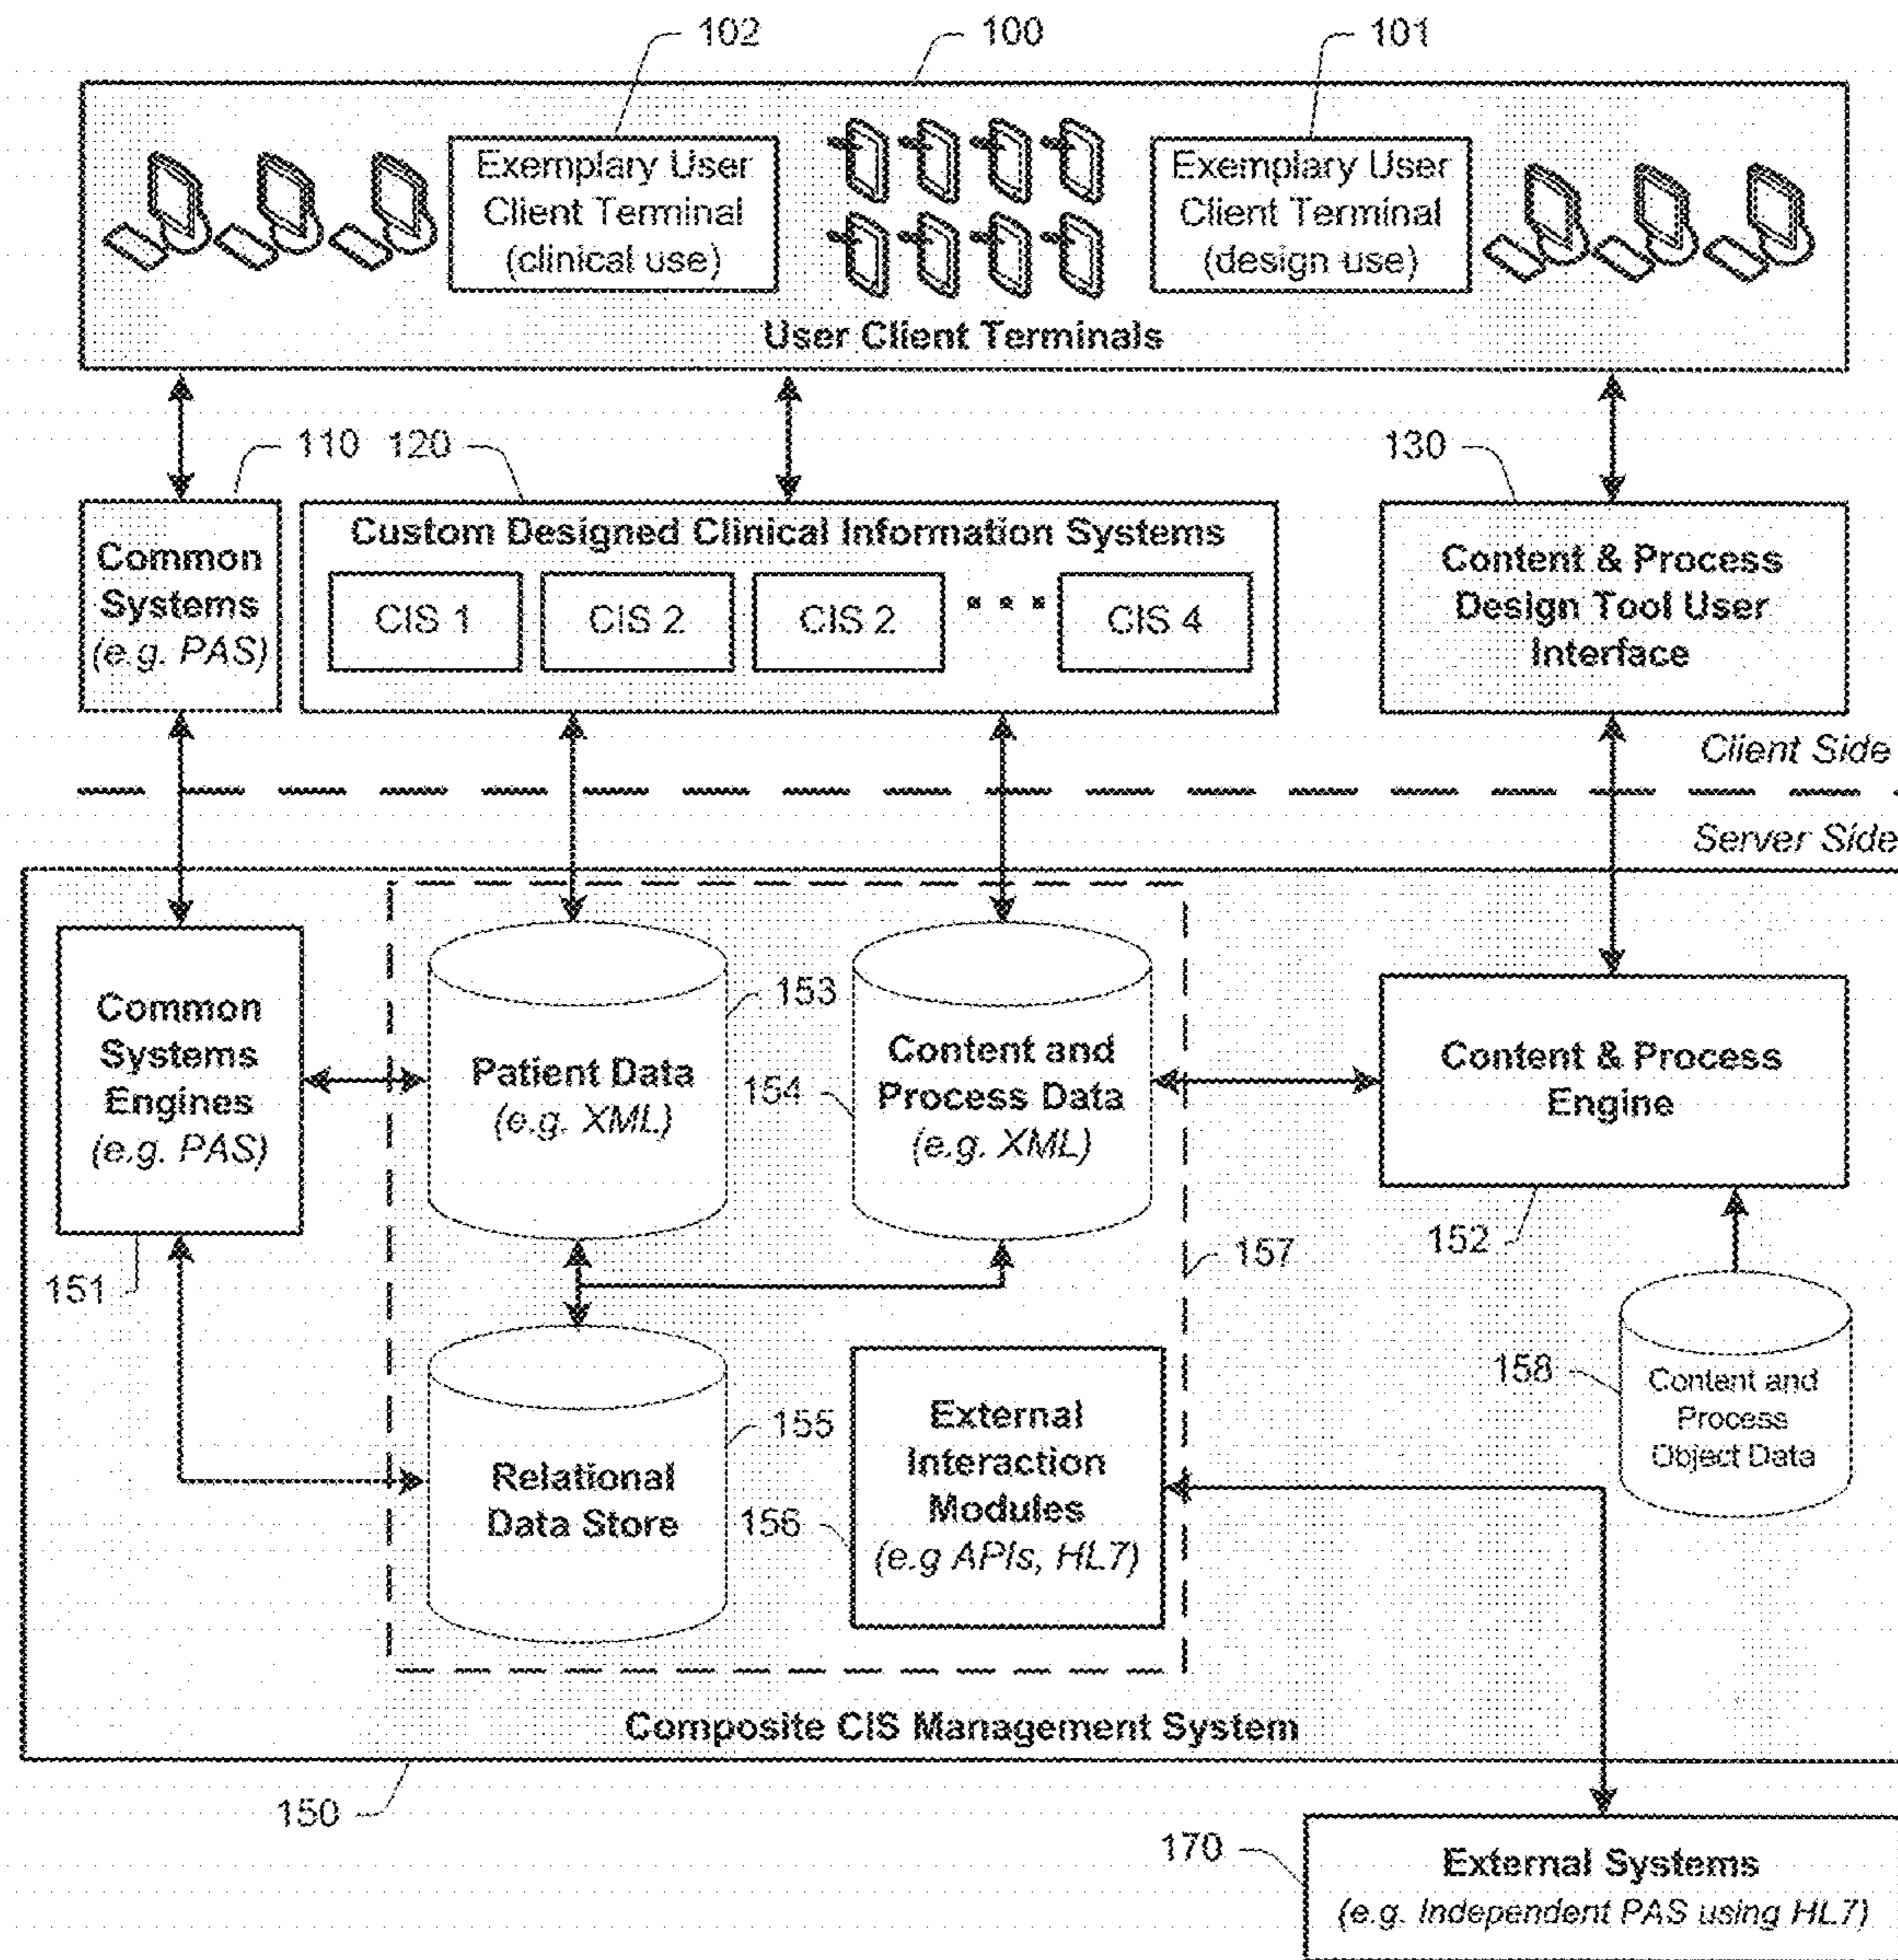 102
100
101
Exemplary User
Client Terminal
(clinical use)
Exemplary User
Client Terminal
(design use)
User Client Terminals
110
120
130
Common
Systems
(e.g. PAS)
Custom Designed Clinical Information Systems
CIS 1
CIS 2
CIS 2
...
CIS 4
Content & Process
Design Tool User
Interface
Client Side
Server Side
Common
Systems
Engines
(e.g. PAS)
151
Patient Data
(e.g. XML)
153
154
Content and
Process Data
(e.g. XML)
Content & Process
Engine
152
157
158
Content and
Process
Object Data
Relational
Data Store
155
156
External
Interaction
Modules
(e.g APIs, HL7)
Composite CIS Management System
150
170
External Systems
(e.g. Independent PAS using HL7)